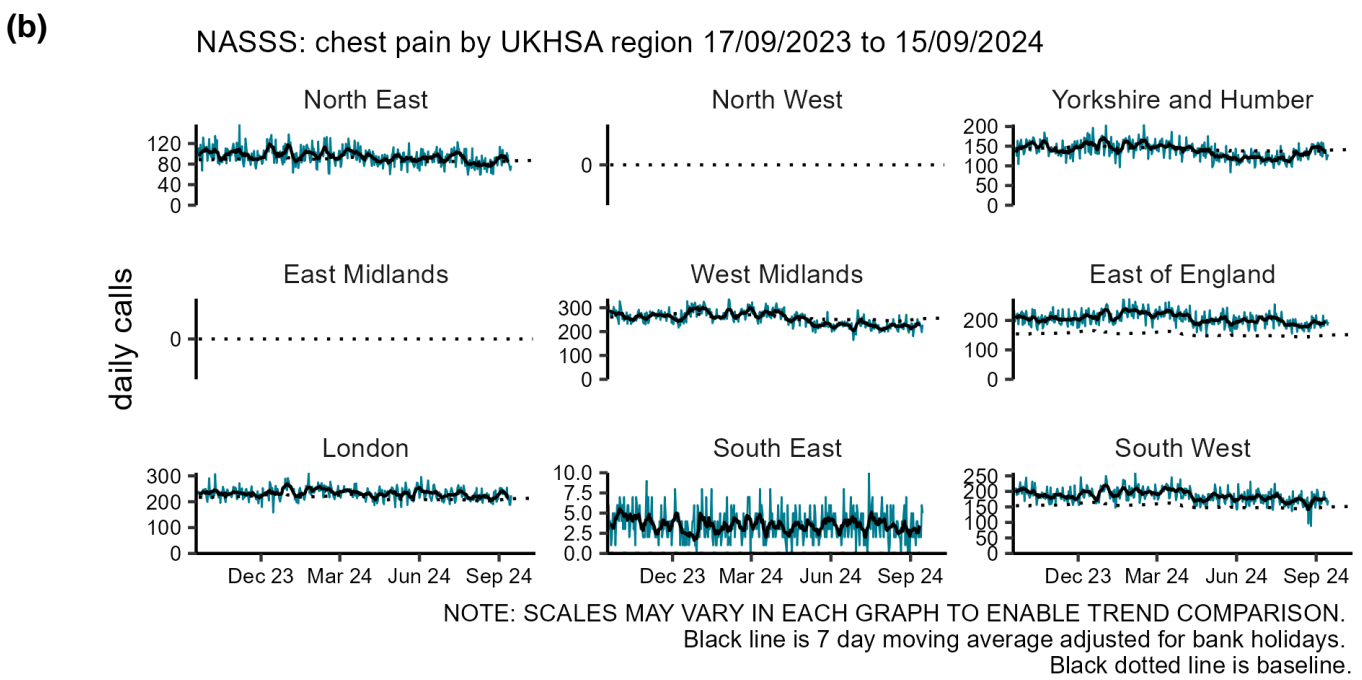 (b)
NASSS: chest pain by UKHSA region 17/09/2023 to 15/09/2024
North East
120
80
40
0
North West
0
Yorkshire and Humber
200
150
100
50
0
daily calls
East Midlands
0
West Midlands
300
200
100
0
East of England
200
100
0
London
300
200
100
0
South East
10.0
7.5
5.0
2.5
0.0
South West
250
200
150
100
50
0
Dec 23 Mar 24 Jun 24 Sep 24
Dec 23 Mar 24 Jun 24 Sep 24
Dec 23 Mar 24 Jun 24 Sep 24
NOTE: SCALES MAY VARY IN EACH GRAPH TO ENABLE TREND COMPARISON.
Black line is 7 day moving average adjusted for bank holidays.
Black dotted line is baseline.